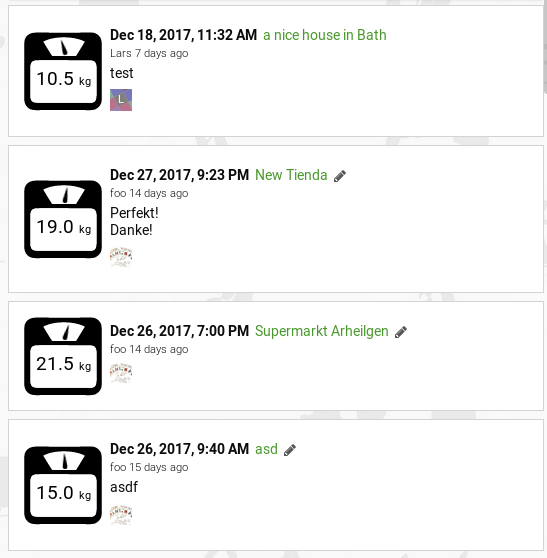 Dec 18, 2017, 11:32 AM a nice house in Bath
Lars 7 days ago
10.5 kg
test
L
Dec 27, 2017, 9:23 PM New Tienda
foo 14 days ago
Perfekt!
19.0 kg
Danke!
Dec 26, 2017, 7:00 PM Supermarkt Arheilgen
foo 14 days ago
21.5 kg
Dec 26, 2017, 9:40 AM asd
foo 15 days ago
15.0 kg
asdf